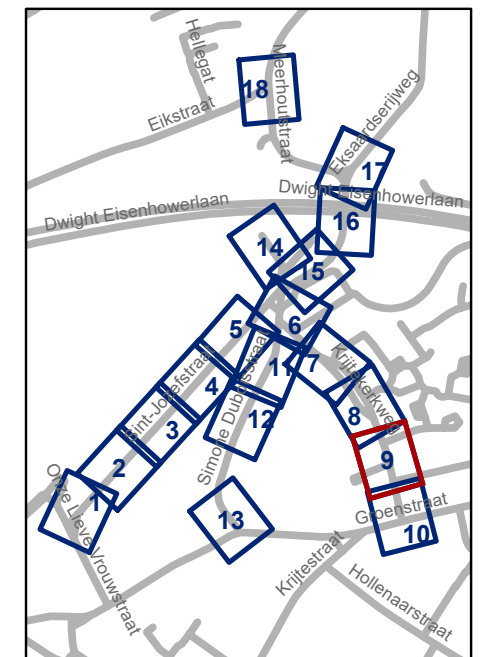 Hellegat
Meerhoutstraat
18
Eikstraat
Eksaardserijweg
17
Dwight Eisenhowerlaan
Dwight Eisenhowerlaan
16
14
15
5
6
Sint-Jozefstraat
Simone Dubusstraat
11
7
Krijtekerkweg
4
3
12
8
2
9
Onze Lieve Vrouwstraat
1
13
Groenstraat
10
Krijtestraat
Hollenaarstraat